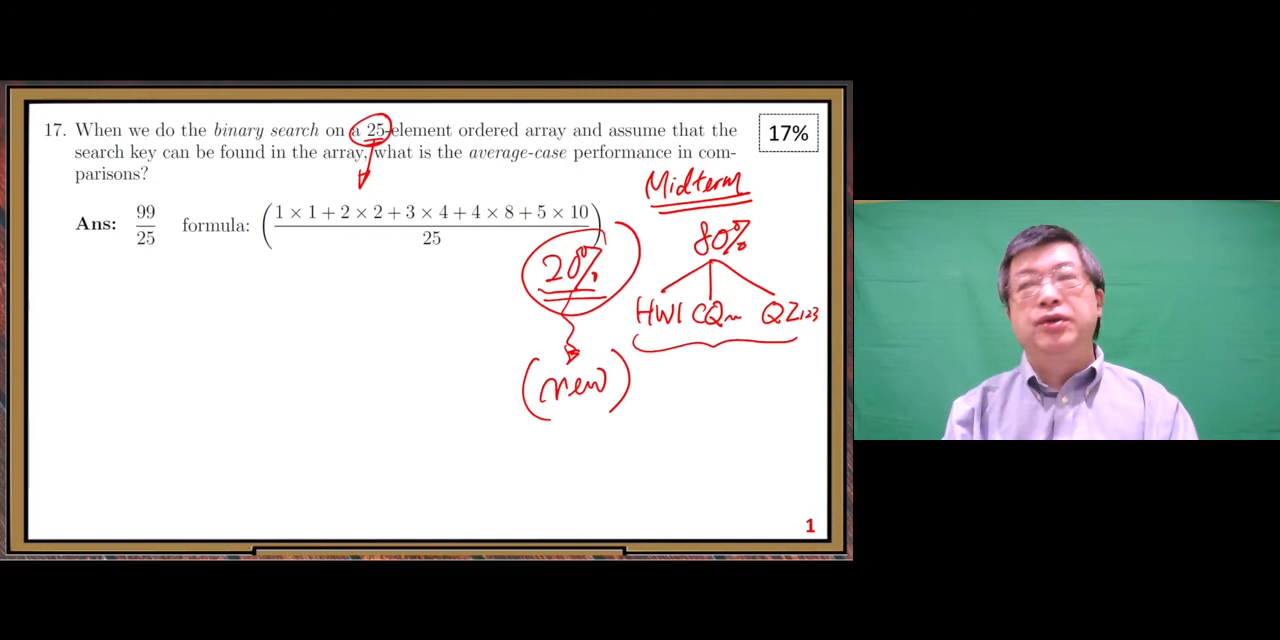 17. When we do the binary search on a 25-element ordered array and assume that the
search key can be found in the array, what is the average-case performance in com-
parisons?
17%
Ans: 99/25 formula: ( 1 × 1 + 2 × 2 + 3 × 4 + 4 × 8 + 5 × 10 / 25 )
Midterm
80%
20%
HW1 CQ~ QZ123
(new)
1